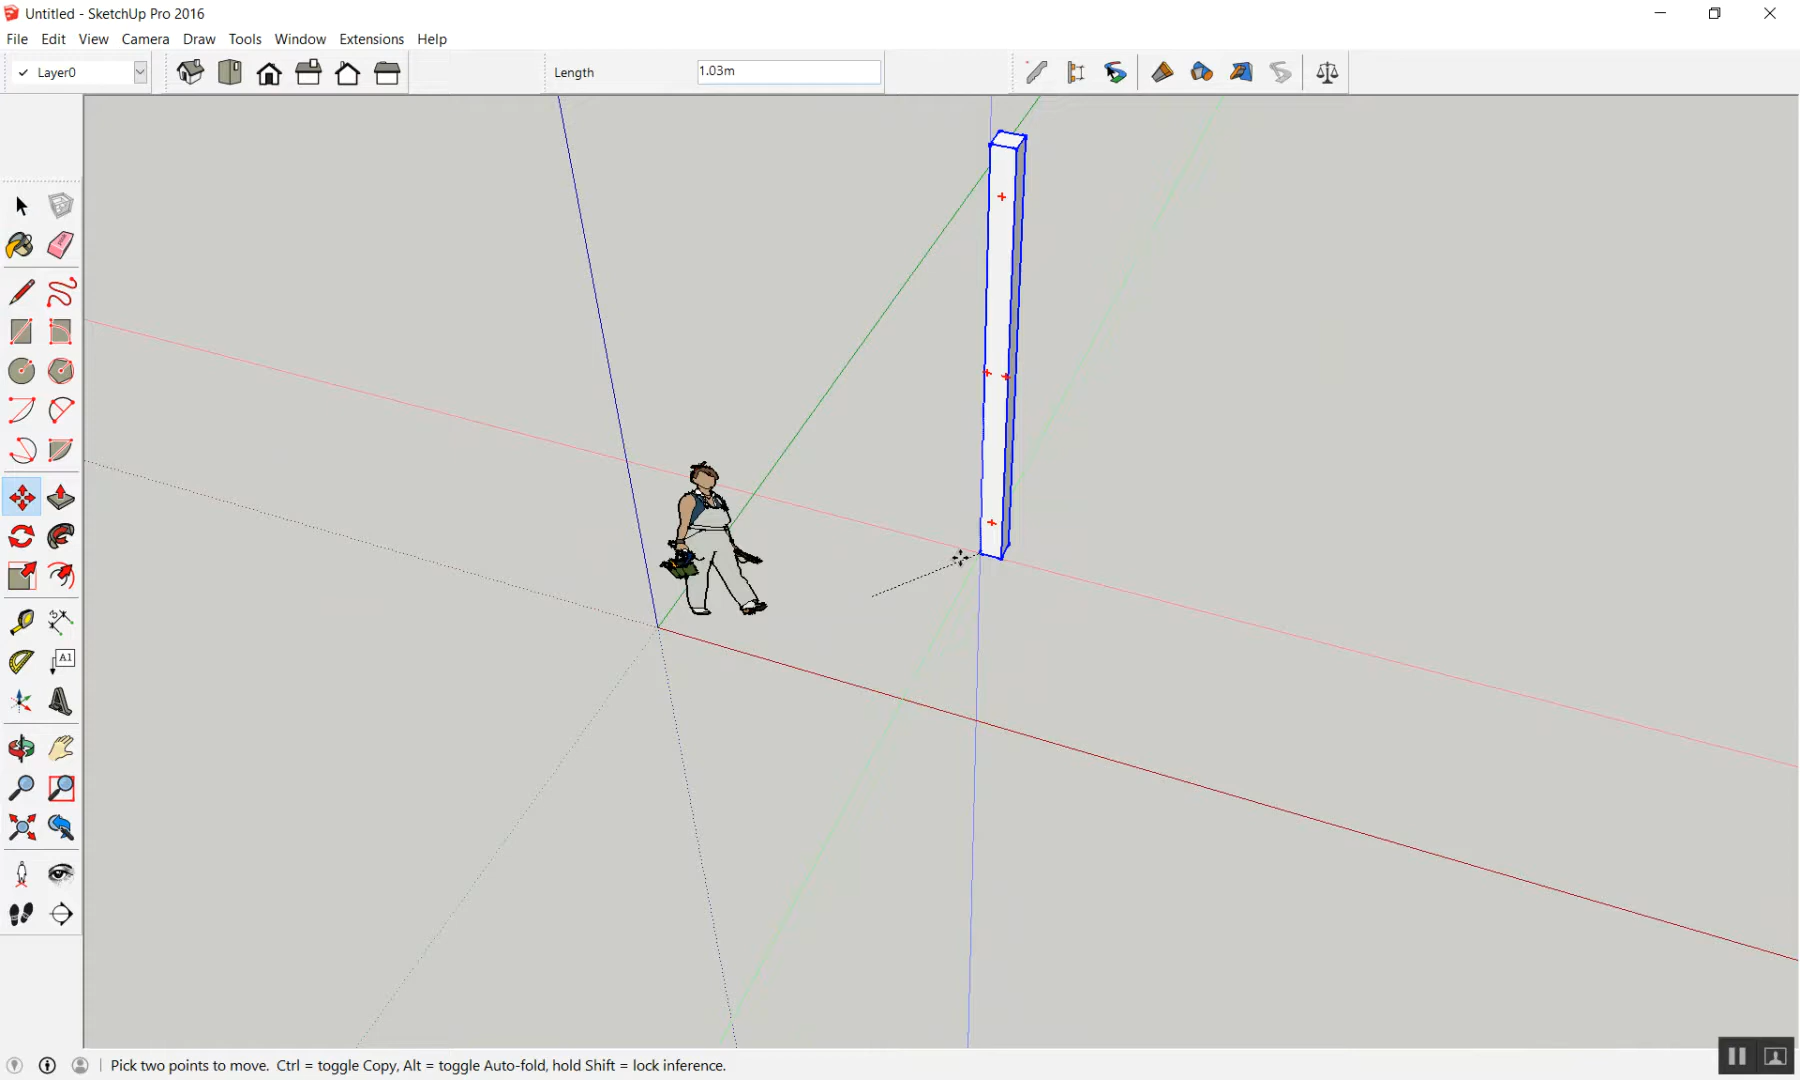 Untitled - SketchUp Pro 2016
File Edit View Camera Draw Tools Window Extensions Help
Layer0 Length 1.03m
A1
Pick two points to move. Ctrl = toggle Copy, Alt = toggle Auto-fold, hold Shift = lock inference.